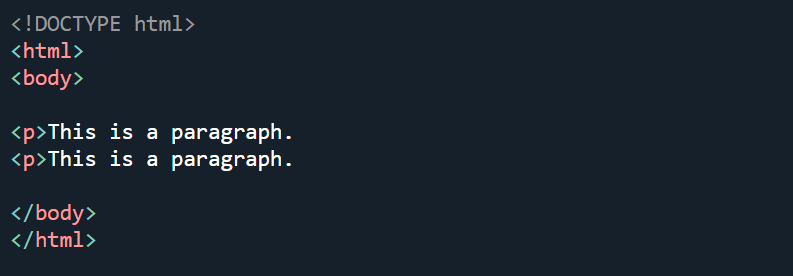 <!DOCTYPE html>
<html>
<body>
<p>This is a paragraph.
<p>This is a paragraph.
</body>
</html>